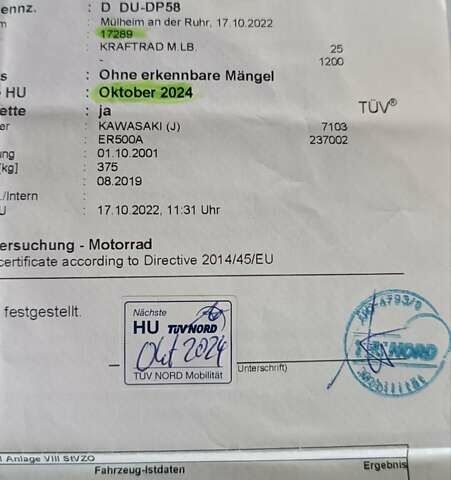 ennz. : D DU-DP58
m : Mülheim an der Ruhr, 17.10.2022
: 17289
: KRAFTRAD M.LB. 25
: - 1200
s : Ohne erkennbare Mängel
HU : Oktober 2024
ette : ja TÜV®
er : KAWASAKI (J) 7103
: ER500A 237002
ung : 01.10.2001
[kg] : 375
: 08.2019
./Intern :
U : 17.10.2022, 11:31 Uhr
ersuchung - Motorrad
certificate according to Directive 2014/45/EU
festgestellt.
Nächste
HU TÜV NORD
Okt 2024
TÜV NORD Mobilität
Unterschrift)
TÜV NORD
Mobilität
Anlage VIII StVZO
Fahrzeug-Istdaten Ergebnis